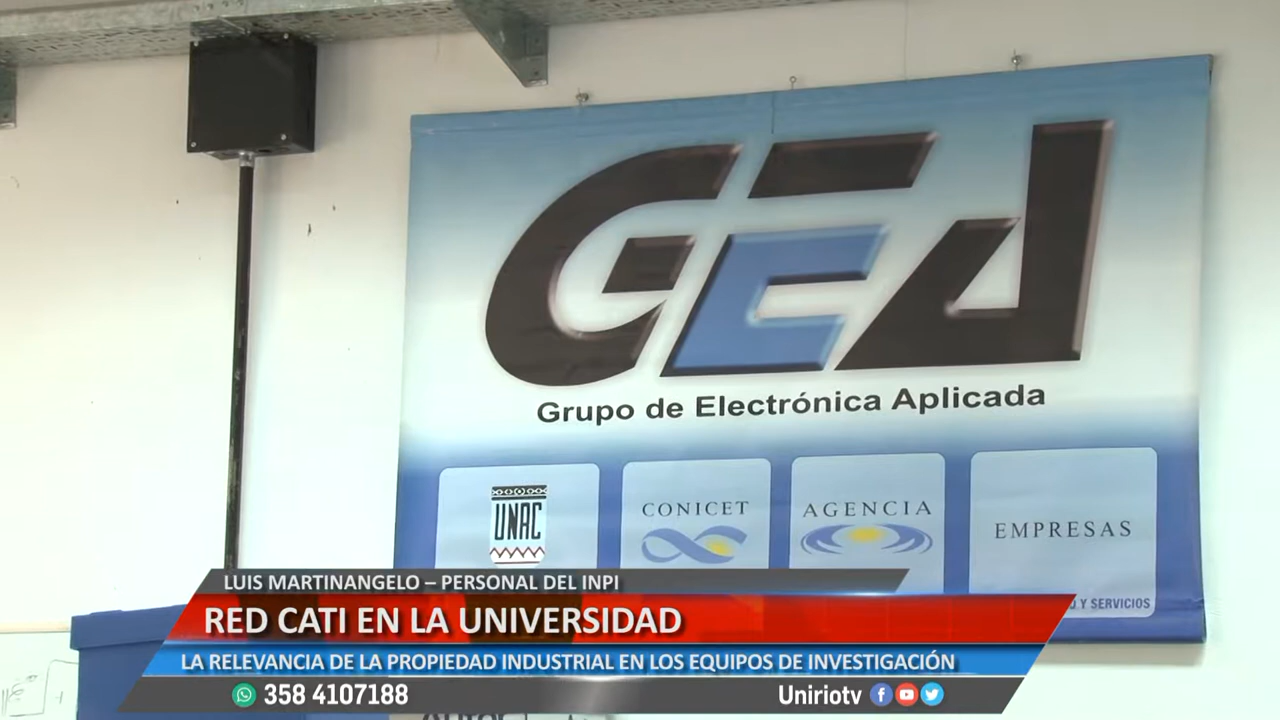 GEA
Grupo de Electrónica Aplicada
UNRC
CONICET
AGENCIA
EMPRESAS
Y SERVICIOS
LUIS MARTINANGELO – PERSONAL DEL INPI
RED CATI EN LA UNIVERSIDAD
LA RELEVANCIA DE LA PROPIEDAD INDUSTRIAL EN LOS EQUIPOS DE INVESTIGACIÓN
358 4107188
Uniriotv